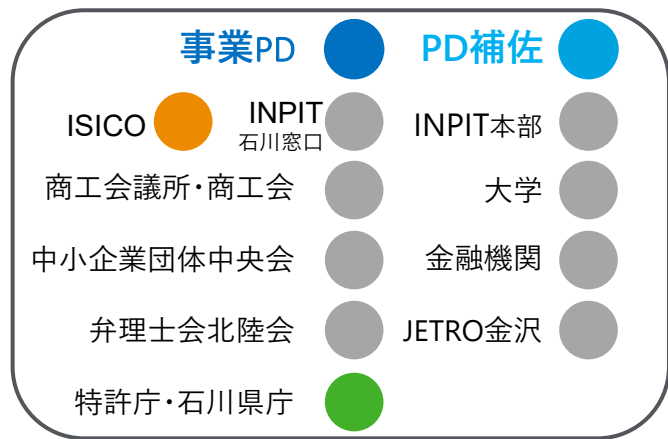 事業PD PD補佐
ISICO INPIT
石川窓口 INPIT本部
商工会議所・商工会 大学
中小企業団体中央会 金融機関
弁理士会北陸会 JETRO金沢
特許庁・石川県庁